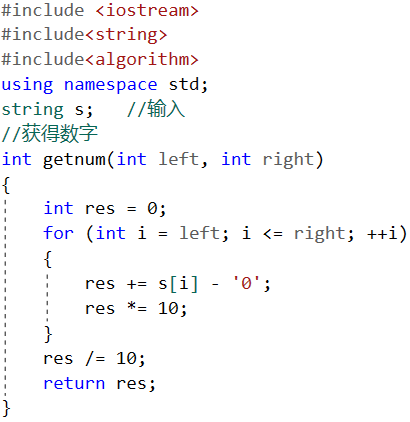 #include <iostream>
#include<string>
#include<algorithm>
using namespace std;
string s;   //输入
//获得数字
int getnum(int left, int right)
{
    int res = 0;
    for (int i = left; i <= right; ++i)
    {
        res += s[i] - '0';
        res *= 10;
    }
    res /= 10;
    return res;
}